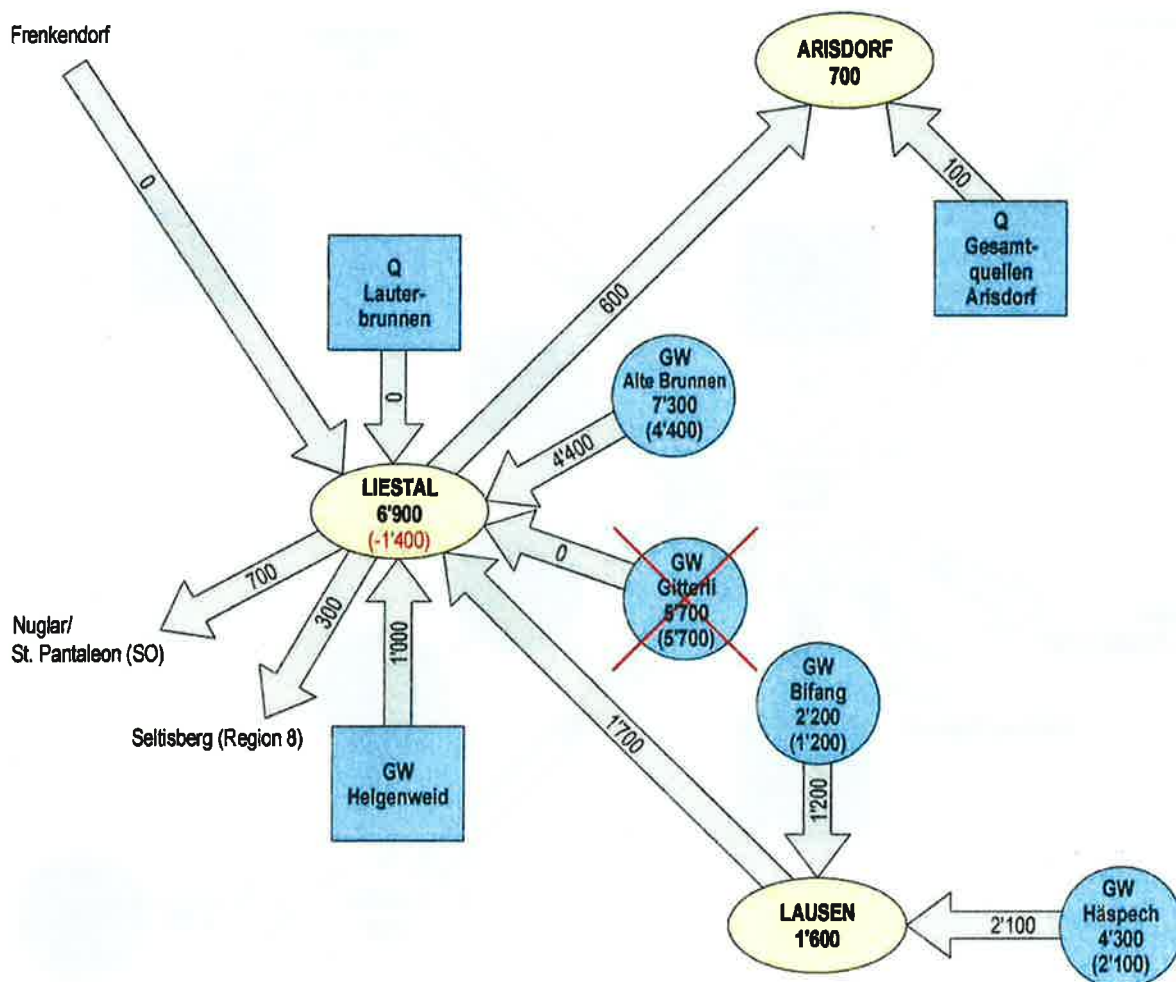 Frenkendorf
ARISDORF
700
0
100
Q
Gesamt-
quellen
Arisdorf
Q
Lauter-
brunnen
600
0
GW
Alte Brunnen
7'300
(4'400)
4'400
LIESTAL
6'900
(-1'400)
0
GW
Gitterli
5'700
(5'700)
700
300
Nuglar/
St. Pantaleon (SO)
1'000
Seltisberg (Region 8)
GW
Helgenweid
1'700
GW
Bifang
2'200
(1'200)
1'200
LAUSEN
1'600
2'100
GW
Häspech
4'300
(2'100)